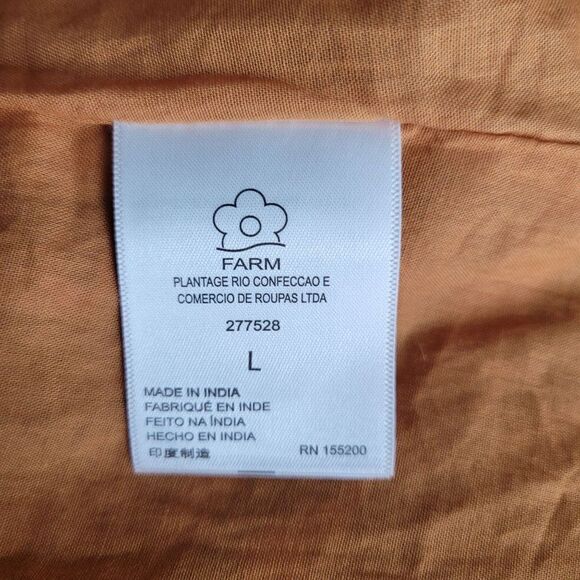 FARM
PLANTAGE RIO CONFECCAO E
COMERCIO DE ROUPAS LTDA
277528
L
MADE IN INDIA
FABRIQUÉ EN INDE
FEITO NA ÍNDIA
HECHO EN INDIA
印度制造
RN 155200